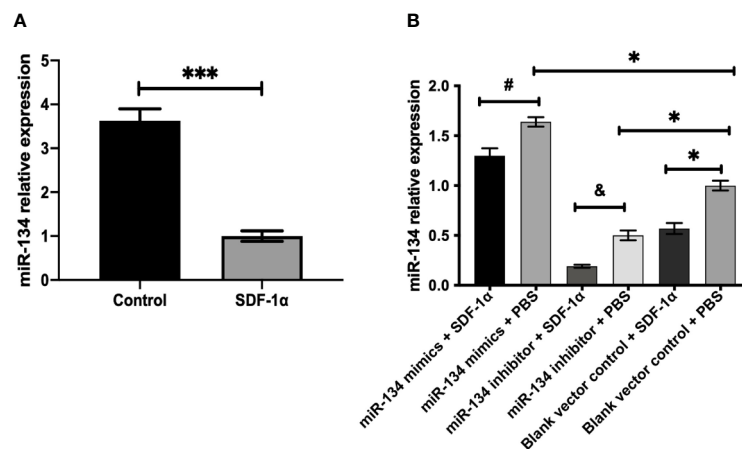 A
miR-134 relative expression
5
4
3
2
1
0
***
Control
SDF-1α
B
miR-134 relative expression
2.0
1.5
1.0
0.5
0.0
*
#
*
&
*
miR-134 mimics + SDF-1α
miR-134 mimics + PBS
miR-134 inhibitor + SDF-1α
miR-134 inhibitor + PBS
Blank vector control + SDF-1α
Blank vector control + PBS